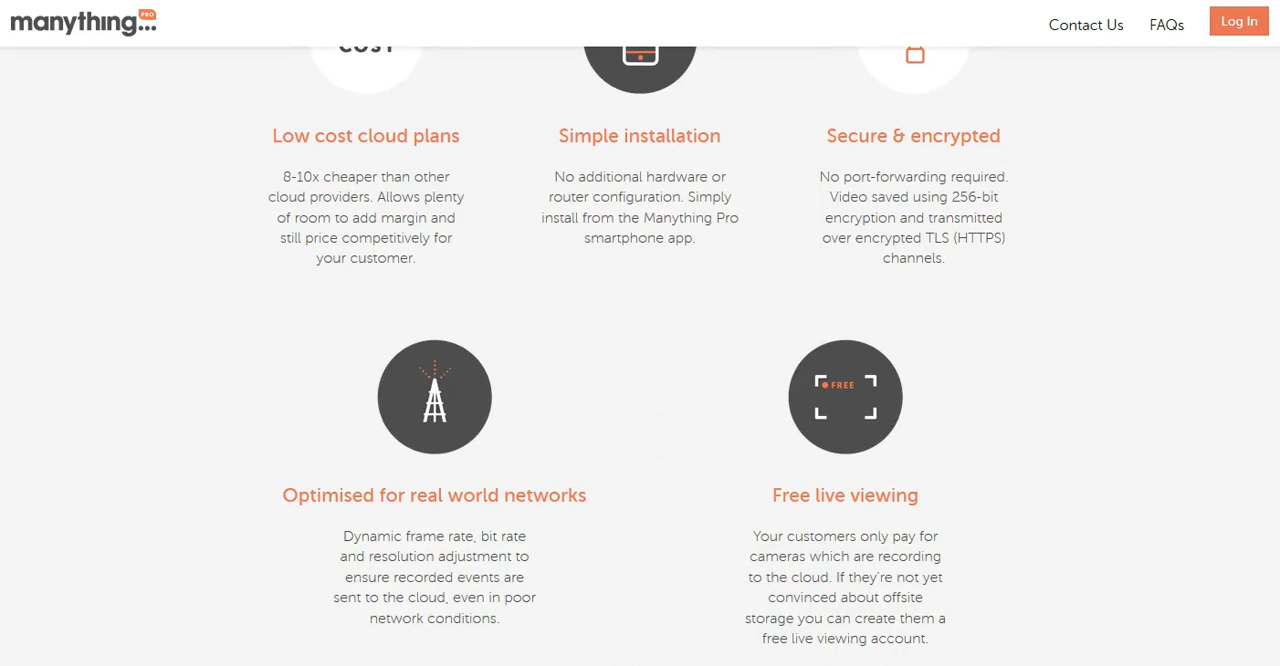 manything...
PRO
Contact Us
FAQs
Log In
COST
Low cost cloud plans
8-10x cheaper than other
cloud providers. Allows plenty
of room to add margin and
still price competitively for
your customer.
Simple installation
No additional hardware or
router configuration. Simply
install from the Manything Pro
smartphone app.
Secure & encrypted
No port-forwarding required.
Video saved using 256-bit
encryption and transmitted
over encrypted TLS (HTTPS)
channels.
Optimised for real world networks
Dynamic frame rate, bit rate
and resolution adjustment to
ensure recorded events are
sent to the cloud, even in poor
network conditions.
FREE
Free live viewing
Your customers only pay for
cameras which are recording
to the cloud. If they're not yet
convinced about offsite
storage you can create them a
free live viewing account.